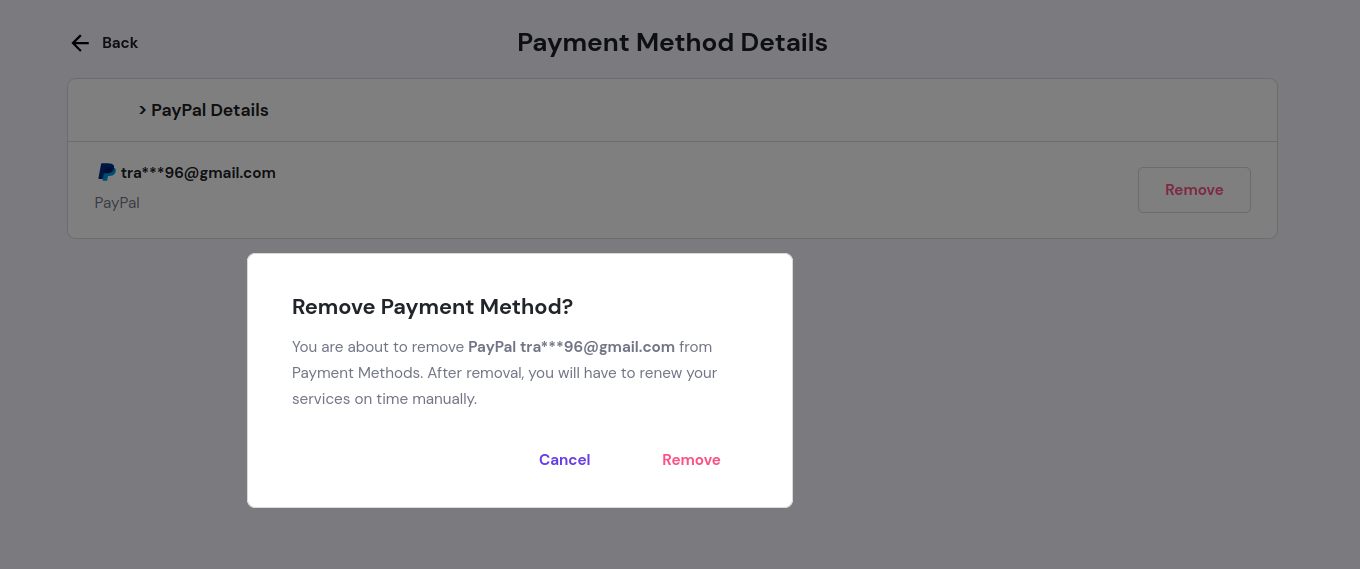 Back
Payment Method Details
> PayPal Details
tra***96@gmail.com
PayPal
Remove
Remove Payment Method?
You are about to remove PayPal tra***96@gmail.com from
Payment Methods. After removal, you will have to renew your
services on time manually.
Cancel
Remove